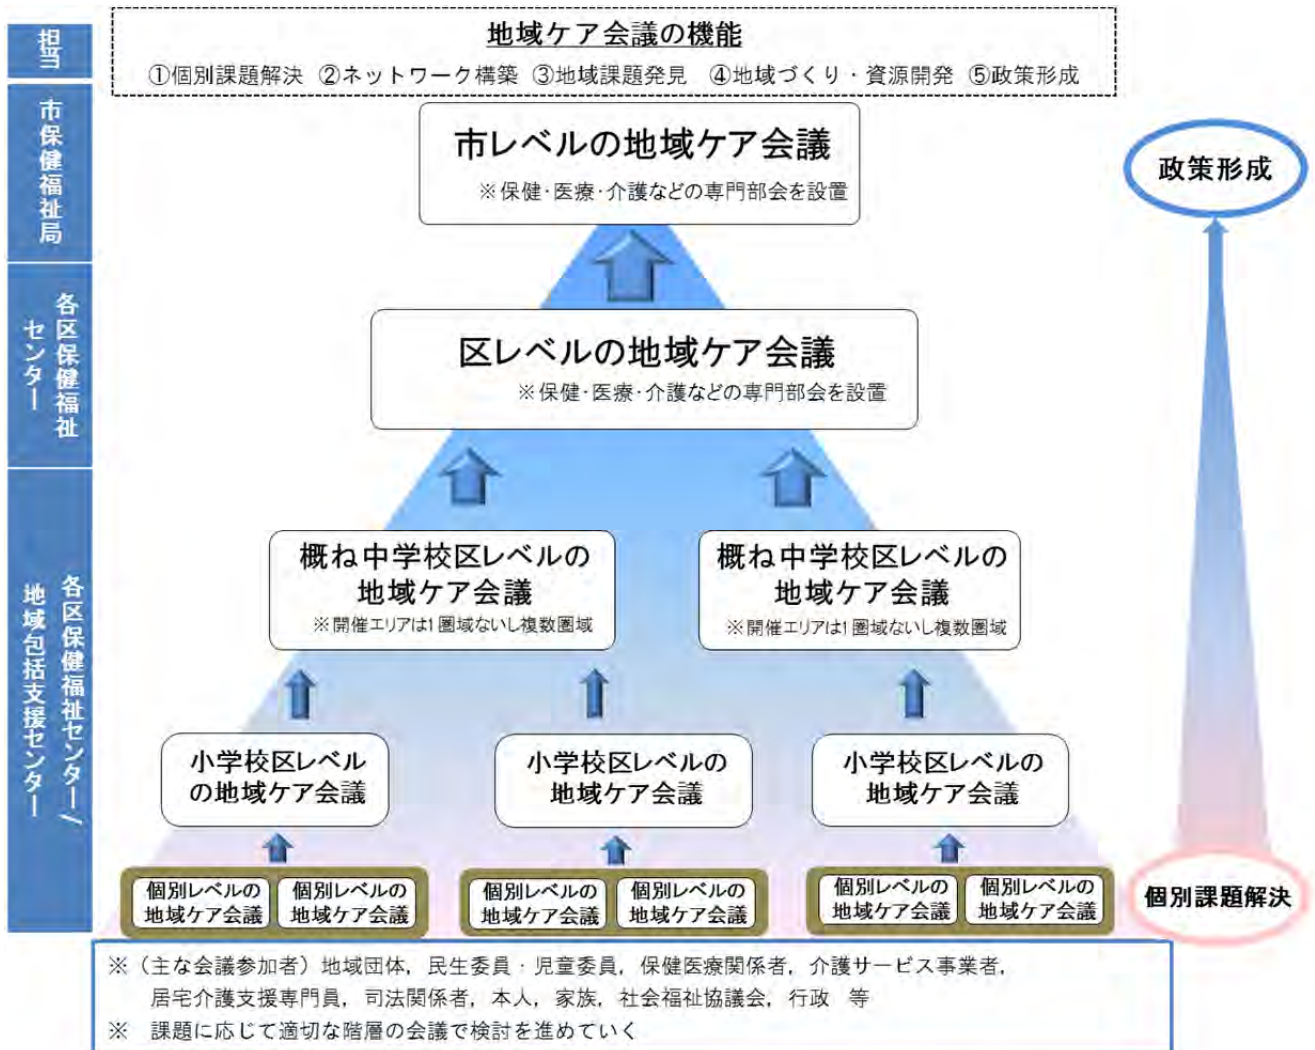 担当
地域ケア会議の機能
①個別課題解決 ②ネットワーク構築 ③地域課題発見 ④地域づくり・資源開発 ⑤政策形成
市保健福祉局
市レベルの地域ケア会議
※保健・医療・介護などの専門部会を設置
政策形成
各区保健福祉
センター
区レベルの地域ケア会議
※保健・医療・介護などの専門部会を設置
各区保健福祉センター/
地域包括支援センター
概ね中学校区レベルの
地域ケア会議
※開催エリアは1圏域ないし複数圏域
概ね中学校区レベルの
地域ケア会議
※開催エリアは1圏域ないし複数圏域
小学校区レベル
の地域ケア会議
小学校区レベルの
地域ケア会議
小学校区レベルの
地域ケア会議
個別レベルの
地域ケア会議
個別レベルの
地域ケア会議
個別レベルの
地域ケア会議
個別レベルの
地域ケア会議
個別レベルの
地域ケア会議
個別レベルの
地域ケア会議
個別課題解決
※（主な会議参加者）地域団体，民生委員・児童委員，保健医療関係者，介護サービス事業者，
居宅介護支援専門員，司法関係者，本人，家族，社会福祉協議会，行政 等
※ 課題に応じて適切な階層の会議で検討を進めていく